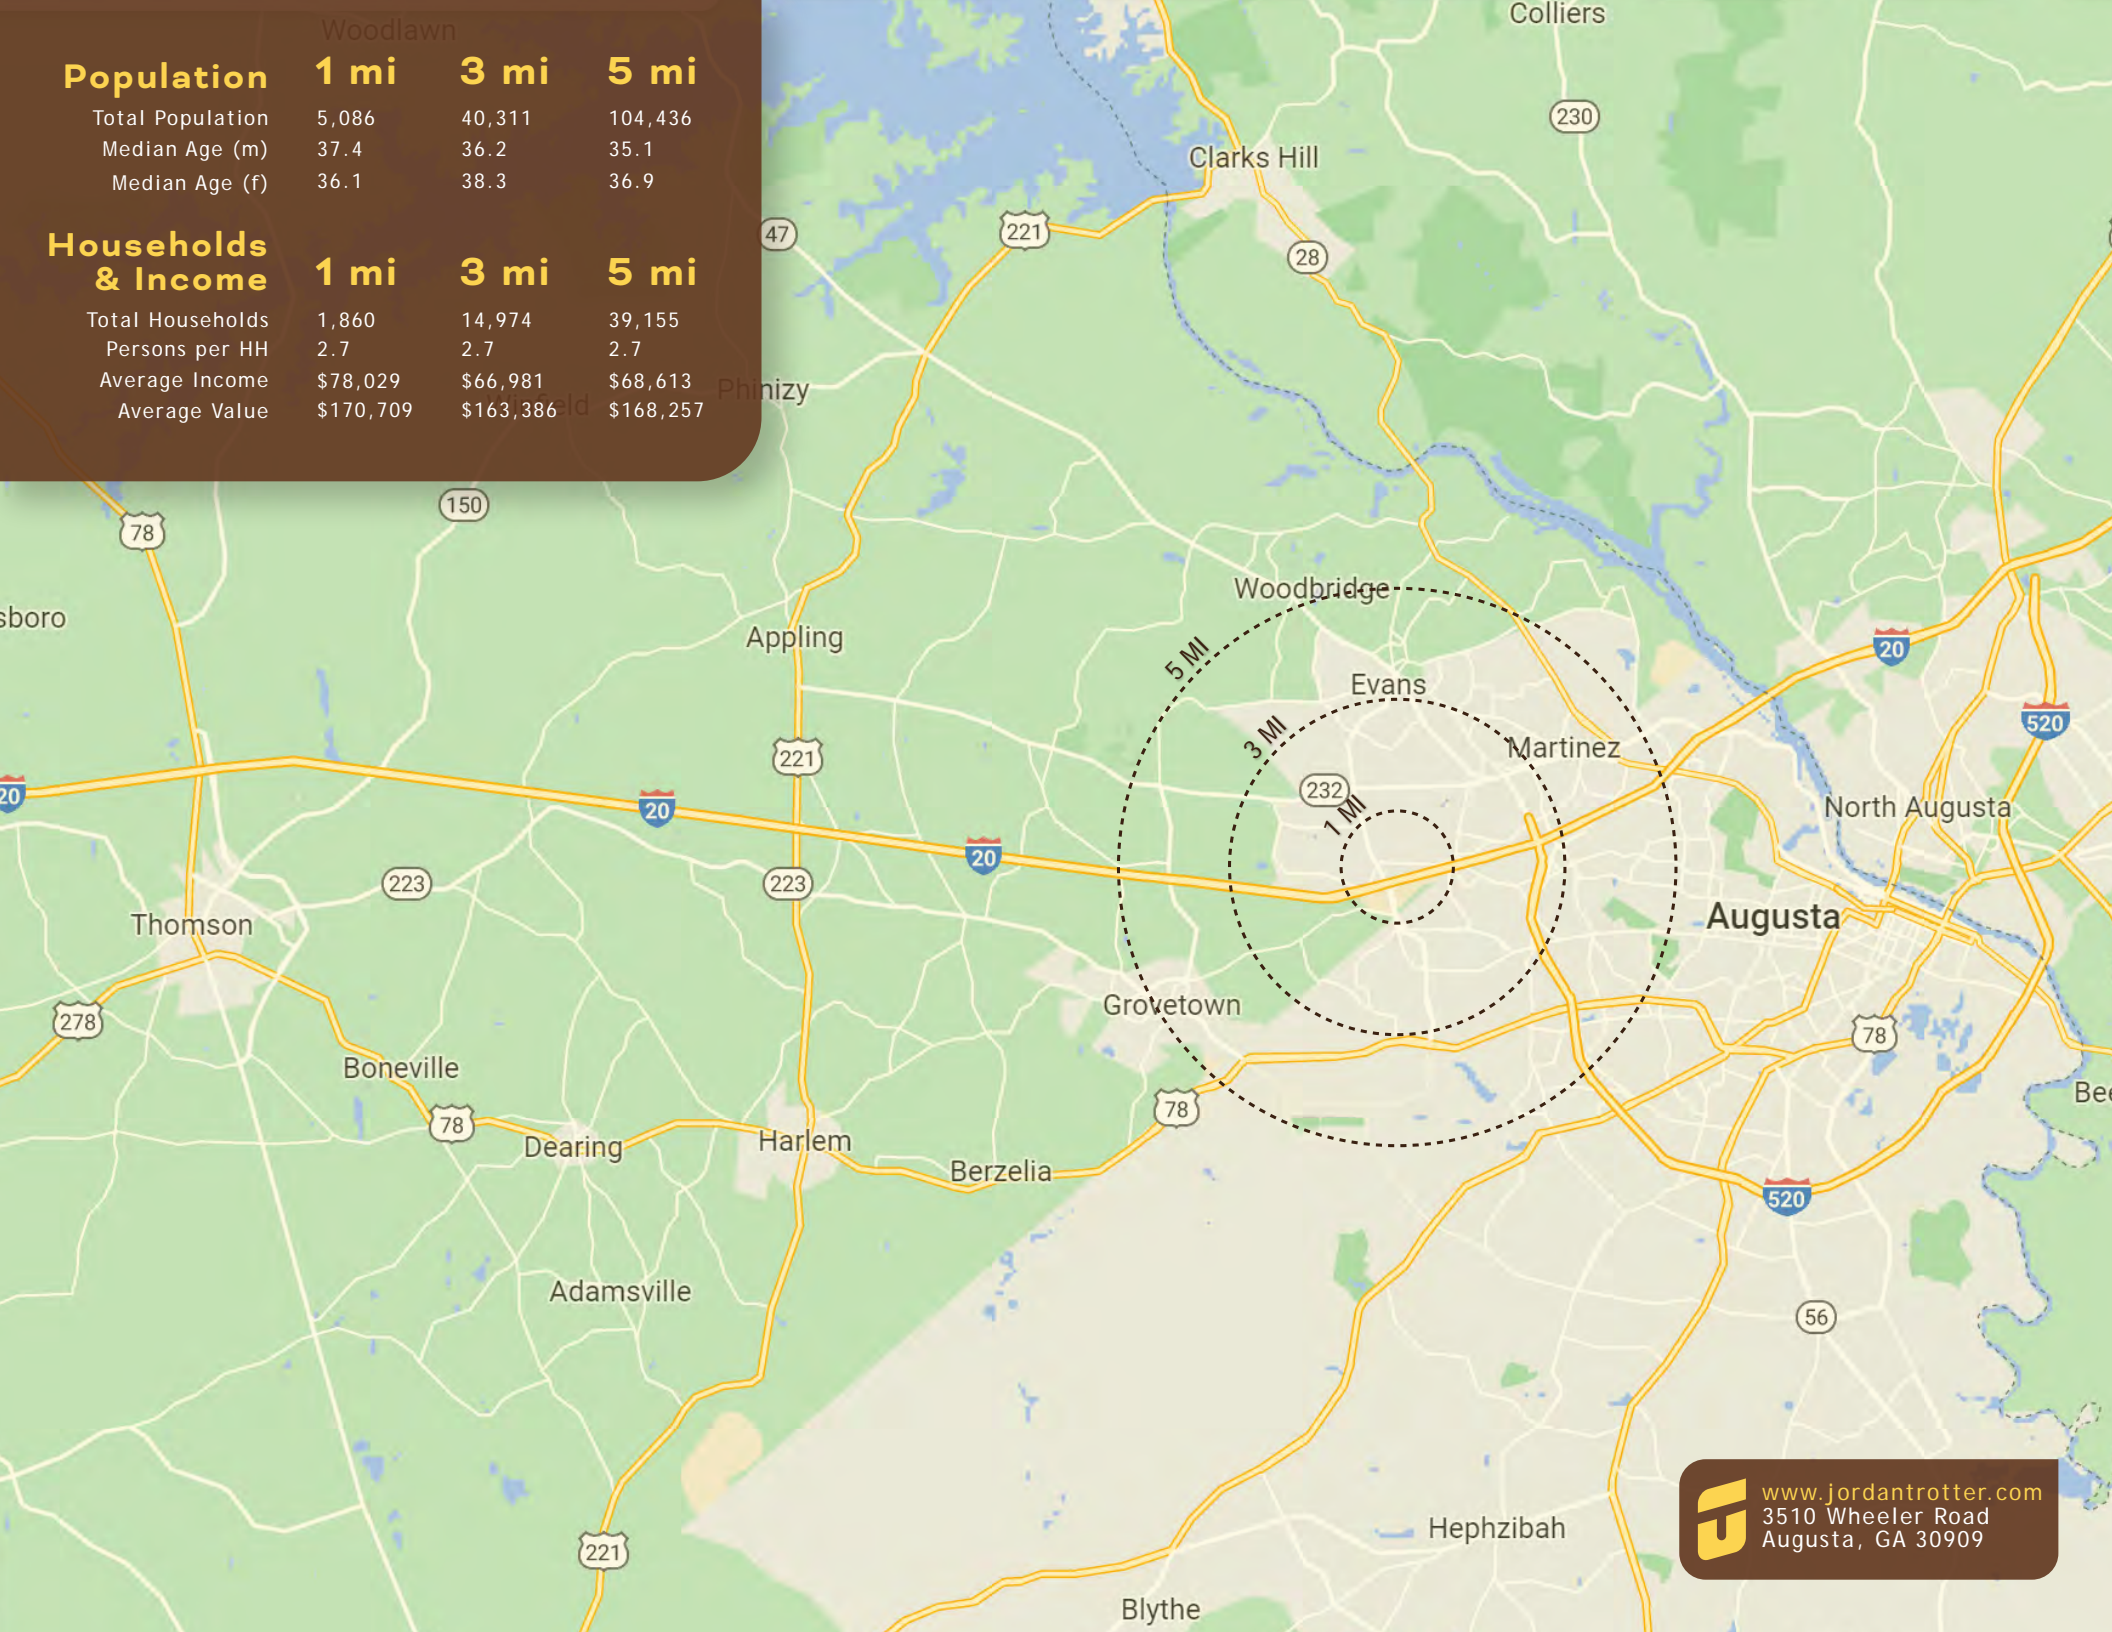 Woodlawn
Population 1 mi 3 mi 5 mi
Total Population 5,086 40,311 104,436
Median Age (m) 37.4 36.2 35.1
Median Age (f) 36.1 38.3 36.9
Households
& Income 1 mi 3 mi 5 mi
Total Households 1,860 14,974 39,155
Persons per HH 2.7 2.7 2.7
Average Income $78,029 $66,981 $68,613
Average Value $170,709 $163,386 $168,257
Winfield
Phinizy
Colliers
230
Clarks Hill
47
221
28
150
78
Woodbridge
sboro
Appling
20
5 MI
Evans
520
3 MI
Martinez
221
232
20
20
1 MI
North Augusta
20
223
223
Thomson
Augusta
Grovetown
278
78
Boneville
Bee
78
78
Dearing
Harlem
Berzelia
520
Adamsville
56
Hephzibah
221
Blythe
www.jordantrotter.com
3510 Wheeler Road
Augusta, GA 30909